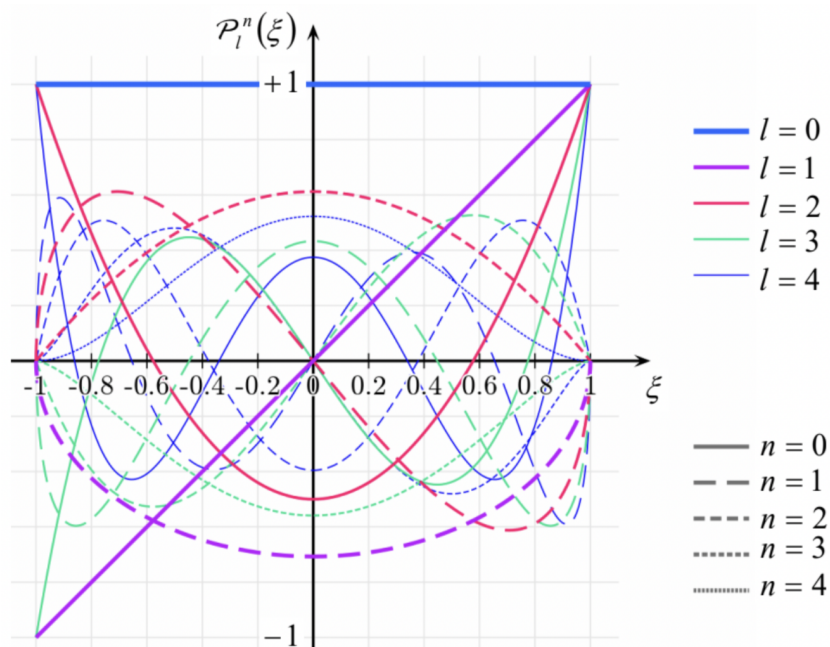 𝒫ₗⁿ(ξ)
+1
-1 -0.8 -0.6 -0.4 -0.2 0 0.2 0.4 0.6 0.8 1
ξ
−1
l = 0
l = 1
l = 2
l = 3
l = 4
n = 0
n = 1
n = 2
n = 3
n = 4